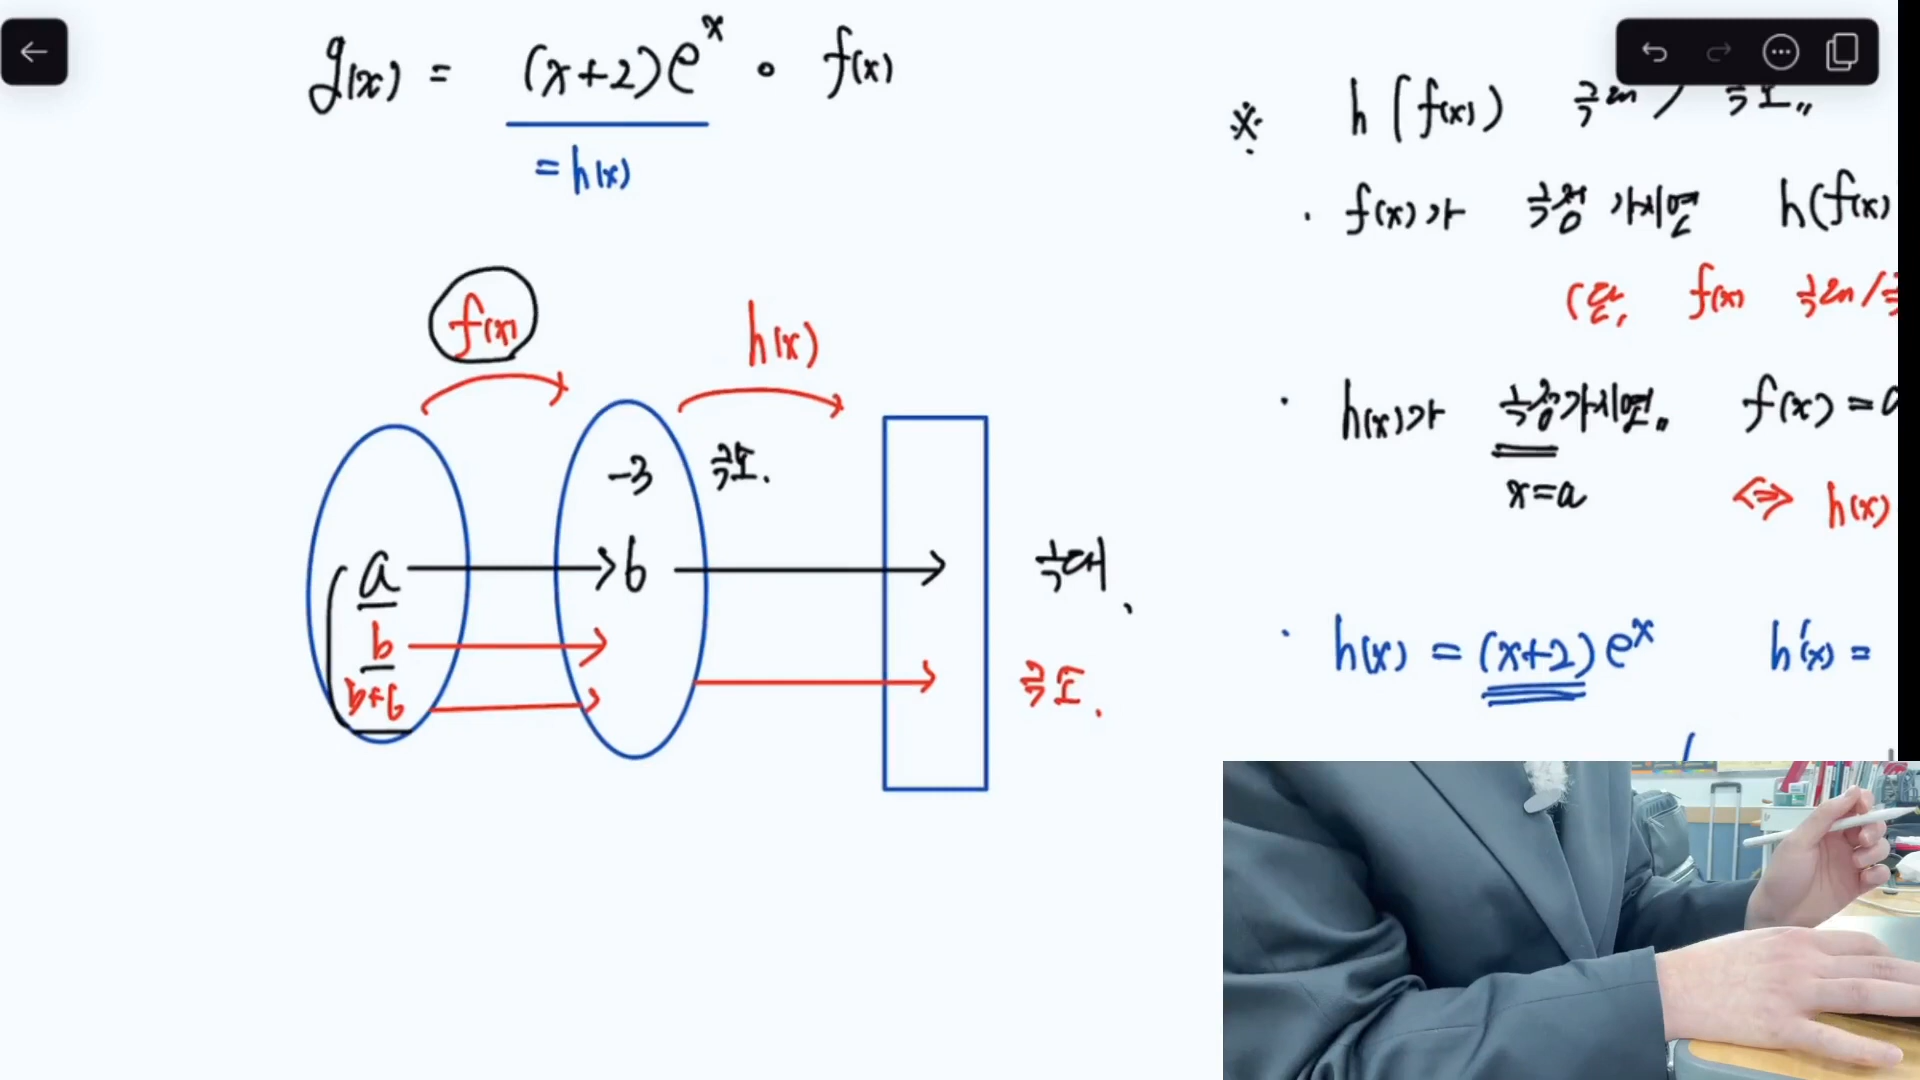 g(x) = (x+2)e^x ∘ f(x)
= h(x)
f(x)
h(x)
-3 극소.
a b 극대.
b
b+6 극소.
※ h(f(x)) 극대 / 극소.,
· f(x)가 극점 가지면 h(f(x)
(단, f(x) 극대/
· h(x)가 극점가지면.,  f(x) =
x=a ⇔ h(x)
· h(x) = (x+2)e^x h'(x) =